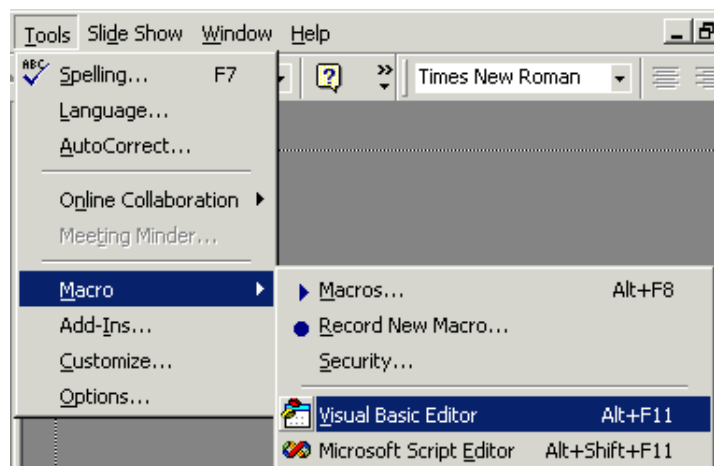 Tools Slide Show Window Help
ABC Spelling... F7
Times New Roman
Language...
AutoCorrect...
Online Collaboration
Meeting Minder...
Macro
Add-Ins...
Customize...
Options...
Macros... Alt+F8
Record New Macro...
Security...
Visual Basic Editor Alt+F11
Microsoft Script Editor Alt+Shift+F11